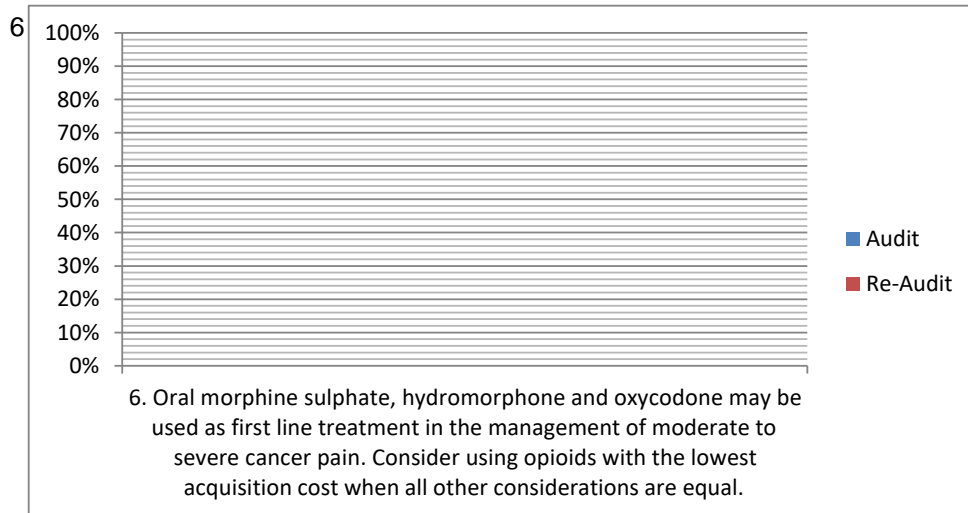 6
100%
90%
80%
70%
60%
50%
40%
30%
20%
10%
0%
Audit
Re-Audit
6. Oral morphine sulphate, hydromorphone and oxycodone may be
used as first line treatment in the management of moderate to
severe cancer pain. Consider using opioids with the lowest
acquisition cost when all other considerations are equal.